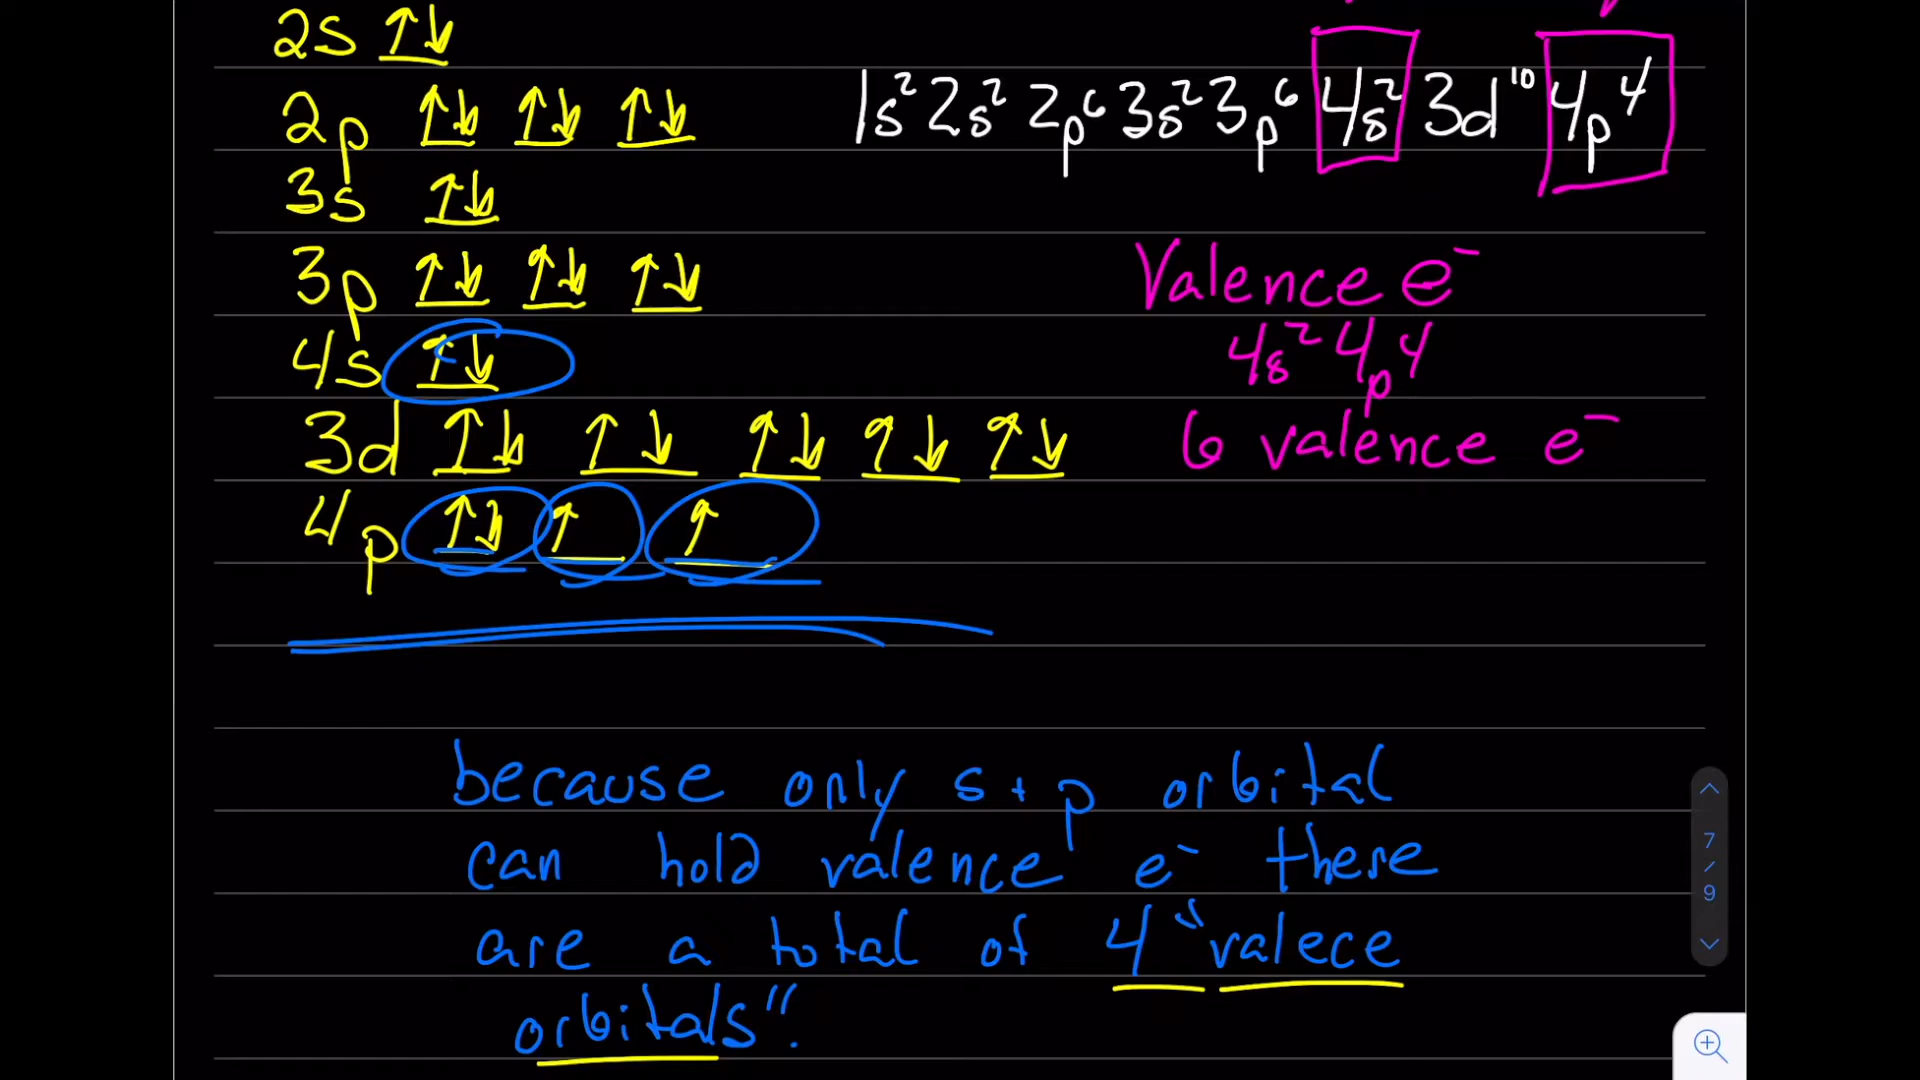 2s ↑↓
1s² 2s² 2p⁶ 3s² 3p⁶ 4s² 3d¹⁰ 4p⁴
2p ↑↓ ↑↓ ↑↓
3s ↑↓
3p ↑↓ ↑↓ ↑↓
Valence e⁻
4s ↑↓
4s² 4p⁴
3d ↑↓ ↑↓ ↑↓ ↑↓ ↑↓
6 valence e⁻
4p ↑↓ ↑ ↑
because only s + p orbital
can hold valence e⁻ there
are a total of 4 "valece
orbitals".
7
/
9